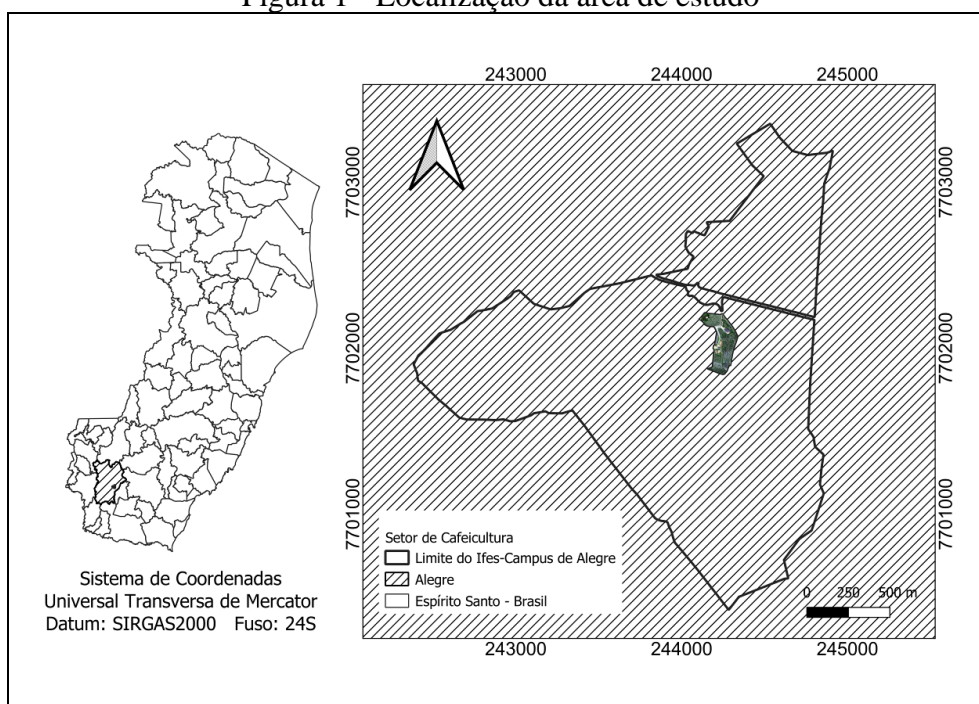 Figura 1 - Localização da área de estudo
243000 244000 245000
7703000 7703000
7702000 7702000
7701000 7701000
Setor de Cafeicultura
Limite do Ifes-Campus de Alegre
Alegre
Espírito Santo - Brasil
0 250 500 m
243000 244000 245000
Sistema de Coordenadas
Universal Transversa de Mercator
Datum: SIRGAS2000 Fuso: 24S